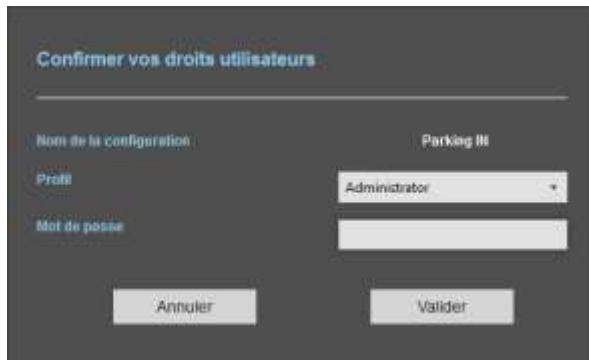 Confirmer vos droits utilisateurs
Nom de la configuration Parking IN
Profil Administrator
Mot de passe
Annuler Valider